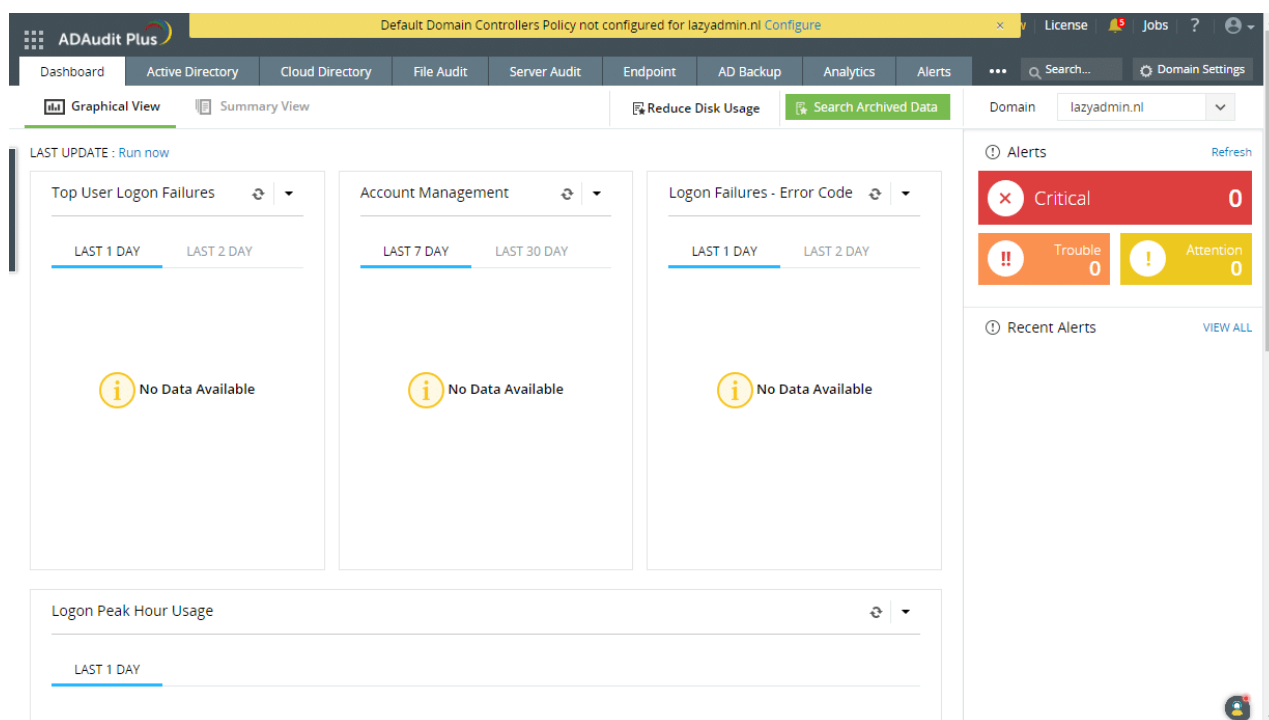 Default Domain Controllers Policy not configured for lazyadmin.nl Configure ×
ADAudit Plus
License 5 Jobs ?
Dashboard Active Directory Cloud Directory File Audit Server Audit Endpoint AD Backup Analytics Alerts ••• Search... Domain Settings
Graphical View Summary View Reduce Disk Usage Search Archived Data Domain lazyadmin.nl
LAST UPDATE : Run now
Top User Logon Failures
LAST 1 DAY LAST 2 DAY
No Data Available
Account Management
LAST 7 DAY LAST 30 DAY
No Data Available
Logon Failures - Error Code
LAST 1 DAY LAST 2 DAY
No Data Available
Logon Peak Hour Usage
LAST 1 DAY
Alerts Refresh
Critical 0
Trouble
0
Attention
0
Recent Alerts VIEW ALL